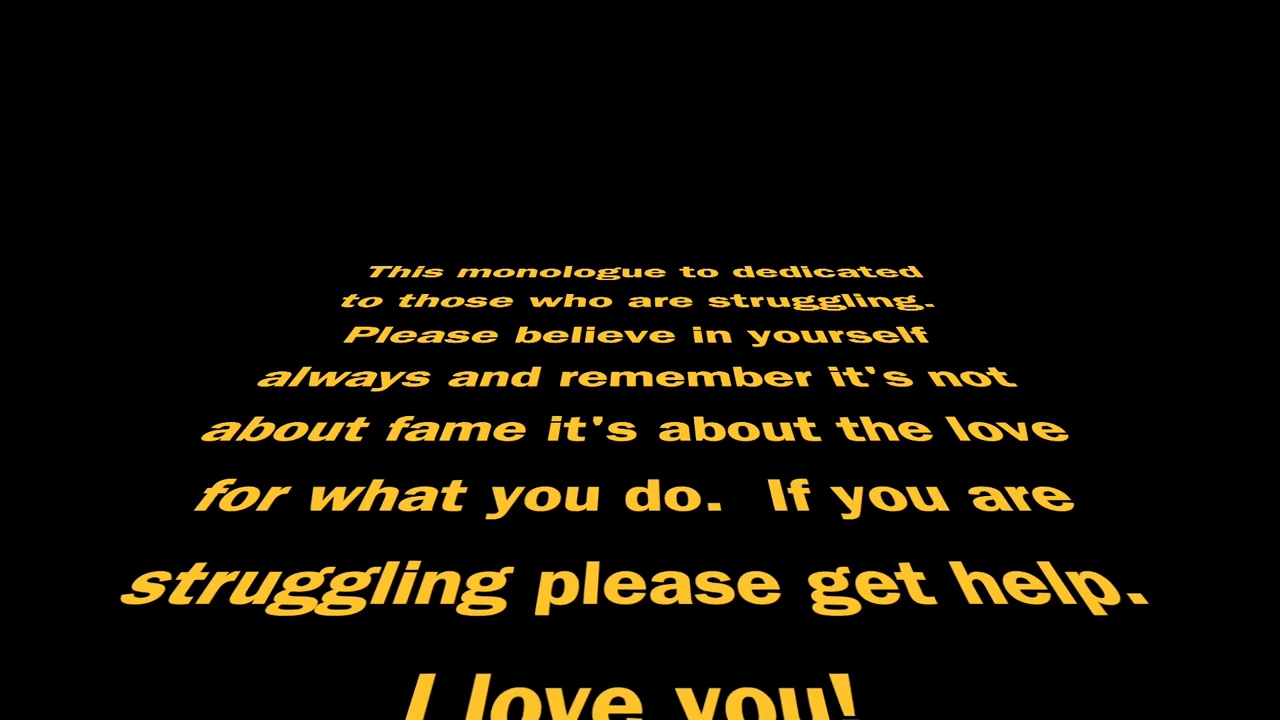 This monologue to dedicated
to those who are struggling.
Please believe in yourself
always and remember it's not
about fame it's about the love
for what you do.  If you are
struggling please get help.
I love you!